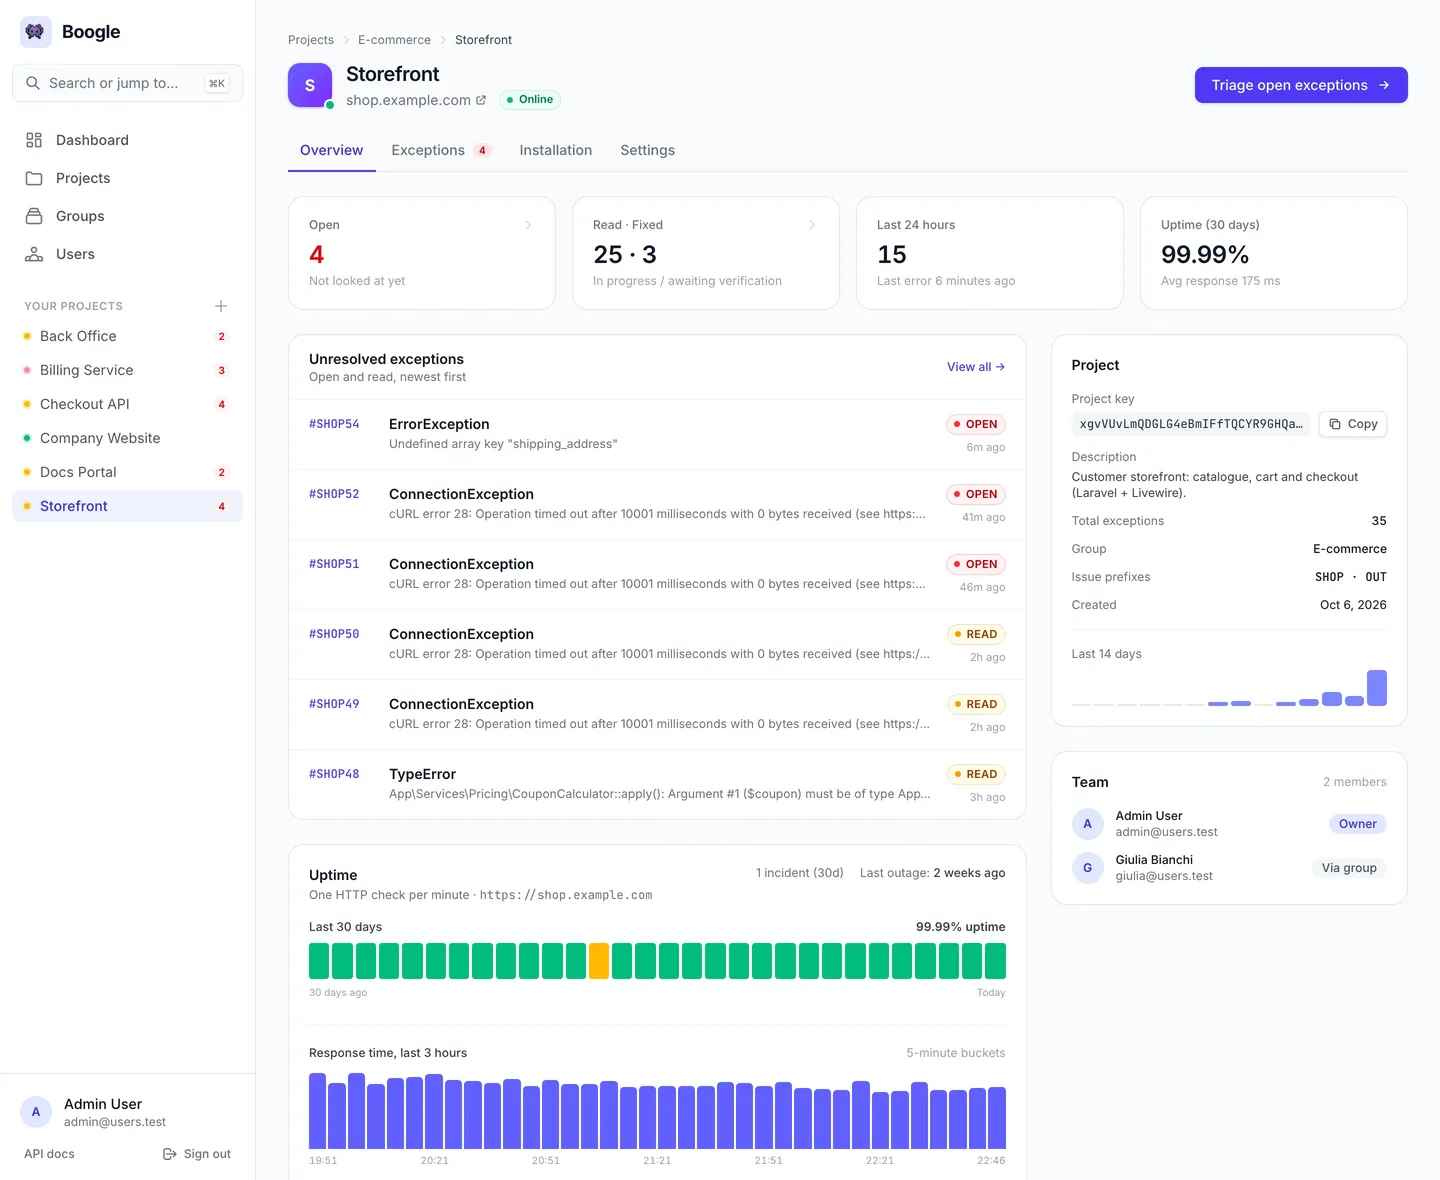 Boogle
Search or jump to...
⌘K
Dashboard
Projects
Groups
Users
YOUR PROJECTS
Back Office 2
Billing Service 3
Checkout API 4
Company Website
Docs Portal 2
Storefront 4
A
Admin User
admin@users.test
API docs
Sign out
Projects > E-commerce > Storefront
S
Storefront
shop.example.com
Online
Triage open exceptions →
Overview
Exceptions 4
Installation
Settings
Open
4
Not looked at yet
Read · Fixed
25 · 3
In progress / awaiting verification
Last 24 hours
15
Last error 6 minutes ago
Uptime (30 days)
99.99%
Avg response 175 ms
Unresolved exceptions
Open and read, newest first
View all →
#SHOP54
ErrorException
Undefined array key "shipping_address"
OPEN
6m ago
#SHOP52
ConnectionException
cURL error 28: Operation timed out after 10001 milliseconds with 0 bytes received (see https:...
OPEN
41m ago
#SHOP51
ConnectionException
cURL error 28: Operation timed out after 10001 milliseconds with 0 bytes received (see https:...
OPEN
46m ago
#SHOP50
ConnectionException
cURL error 28: Operation timed out after 10001 milliseconds with 0 bytes received (see https:/...
READ
2h ago
#SHOP49
ConnectionException
cURL error 28: Operation timed out after 10001 milliseconds with 0 bytes received (see https:/...
READ
2h ago
#SHOP48
TypeError
App\Services\Pricing\CouponCalculator::apply(): Argument #1 ($coupon) must be of type App...
READ
3h ago
Uptime
One HTTP check per minute · https://shop.example.com
1 incident (30d)
Last outage: 2 weeks ago
Last 30 days
99.99% uptime
30 days ago
Today
Response time, last 3 hours
5-minute buckets
19:51 20:21 20:51 21:21 21:51 22:21 22:46
Project
Project key
xgvVUvLmQDGLG4eBmIFfTQCYR9GHQa…
Copy
Description
Customer storefront: catalogue, cart and checkout
(Laravel + Livewire).
Total exceptions 35
Group E-commerce
Issue prefixes SHOP · OUT
Created Oct 6, 2026
Last 14 days
Team
2 members
A
Admin User
admin@users.test
Owner
G
Giulia Bianchi
giulia@users.test
Via group